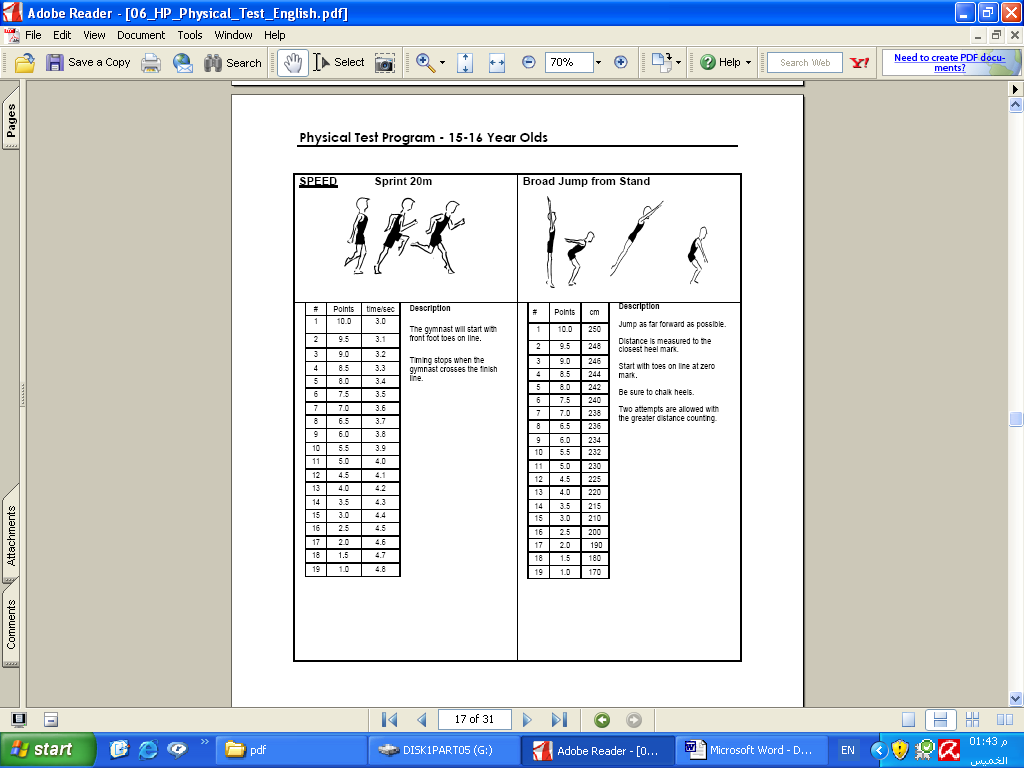 Adobe Reader - [06_HP_Physical_Test_English.pdf]
File Edit View Document Tools Window Help
Save a Copy Search Select 70% Help Search Web Y! Need to create PDF docu-
ments?
Pages
Attachments
Comments
Physical Test Program - 15-16 Year Olds
SPEED Sprint 20m
# Points time/sec
1 10.0 3.0
2 9.5 3.1
3 9.0 3.2
4 8.5 3.3
5 8.0 3.4
6 7.5 3.5
7 7.0 3.6
8 6.5 3.7
9 6.0 3.8
10 5.5 3.9
11 5.0 4.0
12 4.5 4.1
13 4.0 4.2
14 3.5 4.3
15 3.0 4.4
16 2.5 4.5
17 2.0 4.6
18 1.5 4.7
19 1.0 4.8
Description
The gymnast will start with
front foot toes on line.
Timing stops when the
gymnast crosses the finish
line.
Broad Jump from Stand
# Points cm
1 10.0 250
2 9.5 248
3 9.0 246
4 8.5 244
5 8.0 242
6 7.5 240
7 7.0 238
8 6.5 236
9 6.0 234
10 5.5 232
11 5.0 230
12 4.5 225
13 4.0 220
14 3.5 215
15 3.0 210
16 2.5 200
17 2.0 190
18 1.5 180
19 1.0 170
Description
Jump as far forward as possible.
Distance is measured to the
closest heel mark.
Start with toes on line at zero
mark.
Be sure to chalk heels.
Two attempts are allowed with
the greater distance counting.
17 of 31
start pdf DISK1PART05 (G:) Adobe Reader - [0... Microsoft Word - D... EN 01:43 م
الخميس